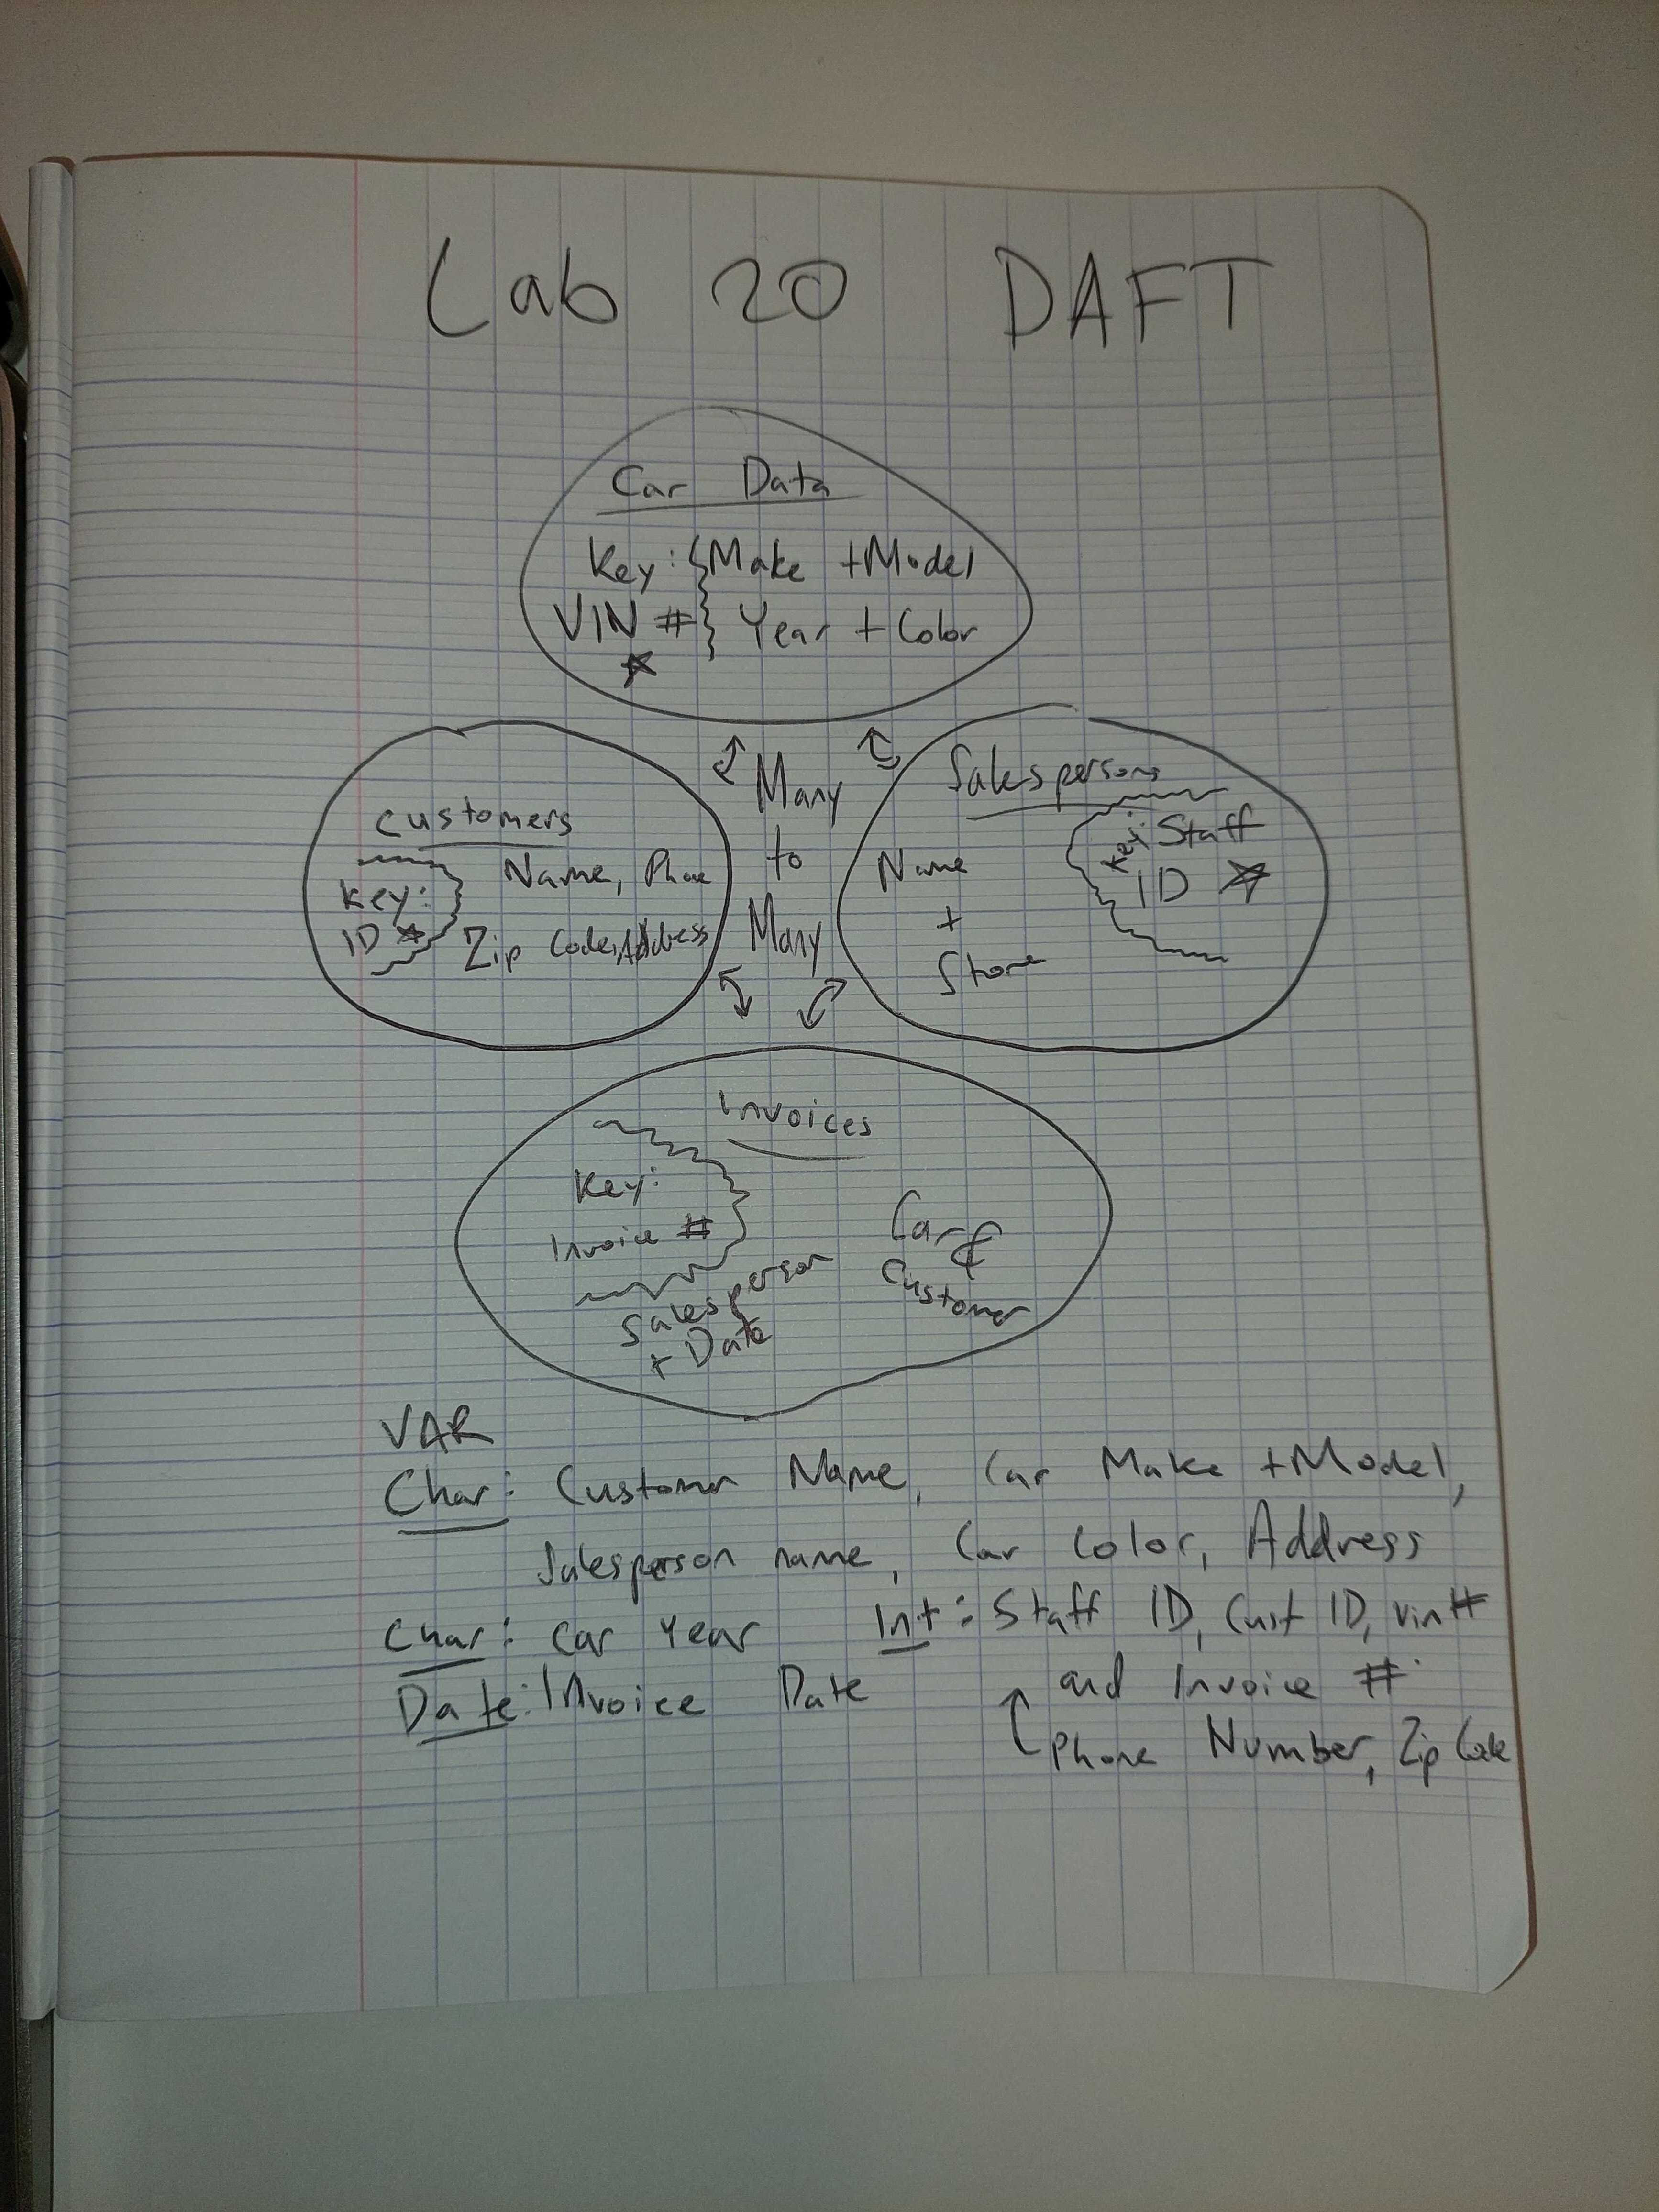 Lab 20 DAFT
Car Data
Key: Make + Model
VIN # Year + Color
Many
to
Many
Customers
Key:
ID
Name, Phone
Zip Code, Address
Salespersons
Name
+
Store
Key: Staff
ID
Invoices
Key:
Invoice #
Salesperson
+ Date
Car &
Customer
VAR
Char: Customer Name, Car Make + Model,
Salesperson name, Car Color, Address
Char: Car Year Int: Staff ID, Cust ID, Vin #
Date: Invoice Date and Invoice #
Phone Number, Zip Code